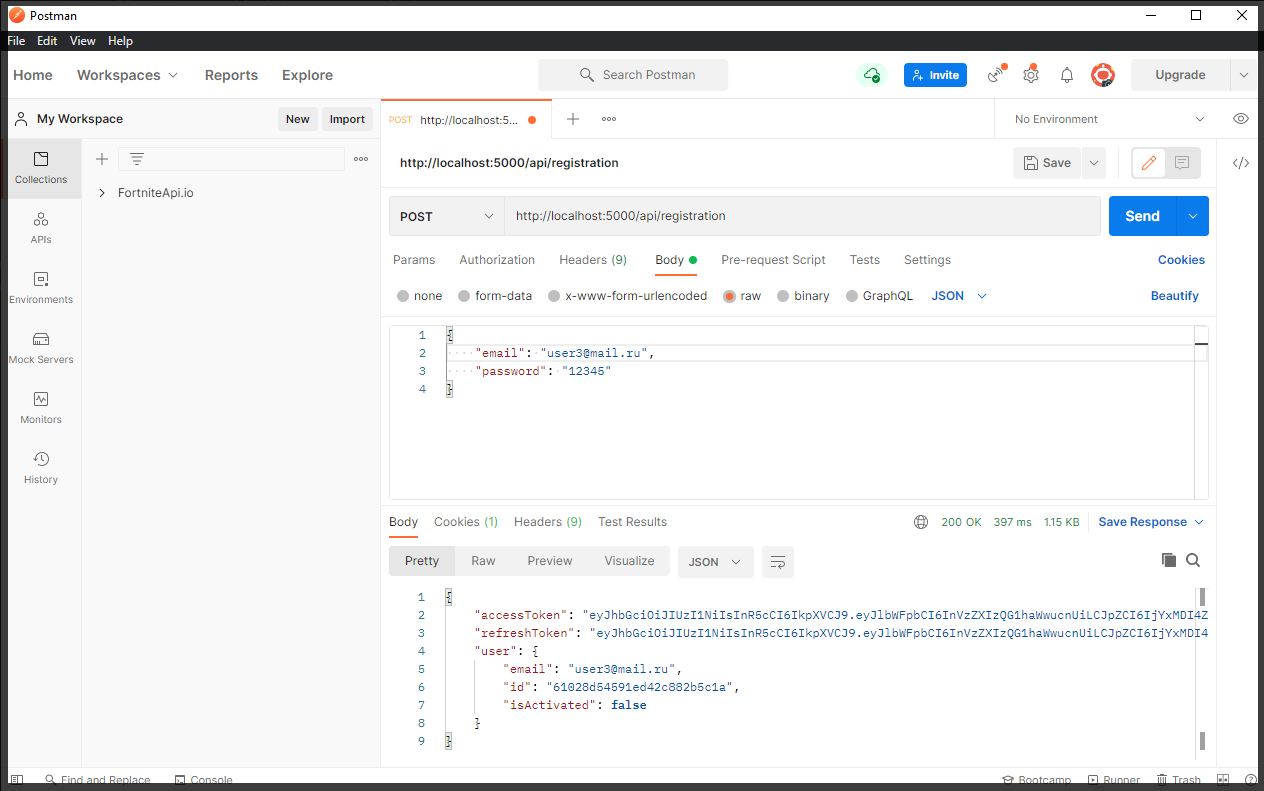 Postman
File Edit View Help
Home Workspaces Reports Explore Search Postman Invite Upgrade
My Workspace New Import POST http://localhost:5... No Environment
Collections
FortniteApi.io
APIs
Environments
Mock Servers
Monitors
History
http://localhost:5000/api/registration Save
POST http://localhost:5000/api/registration Send
Params Authorization Headers (9) Body Pre-request Script Tests Settings Cookies
none form-data x-www-form-urlencoded raw binary GraphQL JSON Beautify
1 {
2 "email": "user3@mail.ru",
3 "password": "12345"
4 }
Body Cookies (1) Headers (9) Test Results 200 OK 397 ms 1.15 KB Save Response
Pretty Raw Preview Visualize JSON
1 {
2 "accessToken": "eyJhbGciOiJIUzI1NiIsInR5cCI6IkpXVCJ9.eyJlbWFpbCI6InVzZXIzQG1haWwucnUiLCJpZCI6IjYxMDI4Z
3 "refreshToken": "eyJhbGciOiJIUzI1NiIsInR5cCI6IkpXVCJ9.eyJlbWFpbCI6InVzZXIzQG1haWwucnUiLCJpZCI6IjYxMDI4
4 "user": {
5 "email": "user3@mail.ru",
6 "id": "61028d54591ed42c882b5c1a",
7 "isActivated": false
8 }
9 }
Find and Replace Console Bootcamp Runner Trash